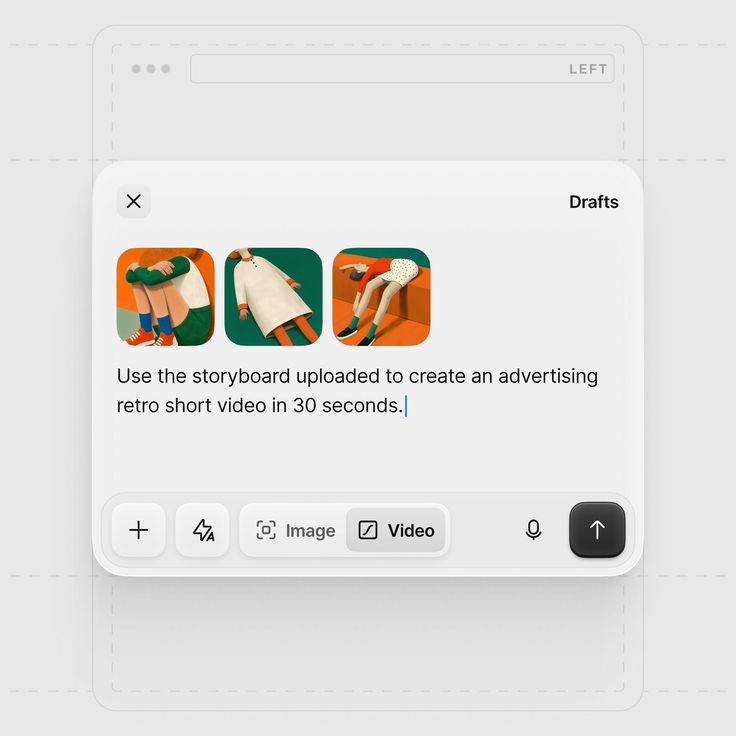 LEFT
Drafts
Use the storyboard uploaded to create an advertising
retro short video in 30 seconds.
A
Image
Video